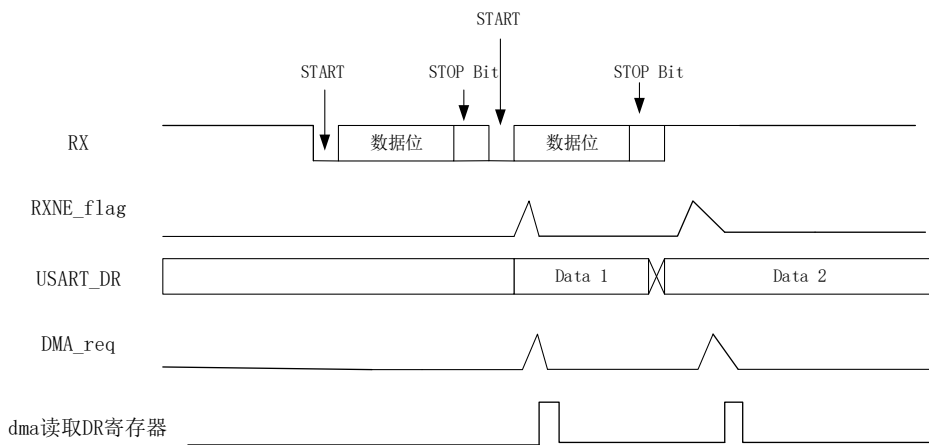 START
START
STOP Bit
STOP Bit
RX
数据位
数据位
RXNE_flag
USART_DR
Data 1
Data 2
DMA_req
dma读取DR寄存器